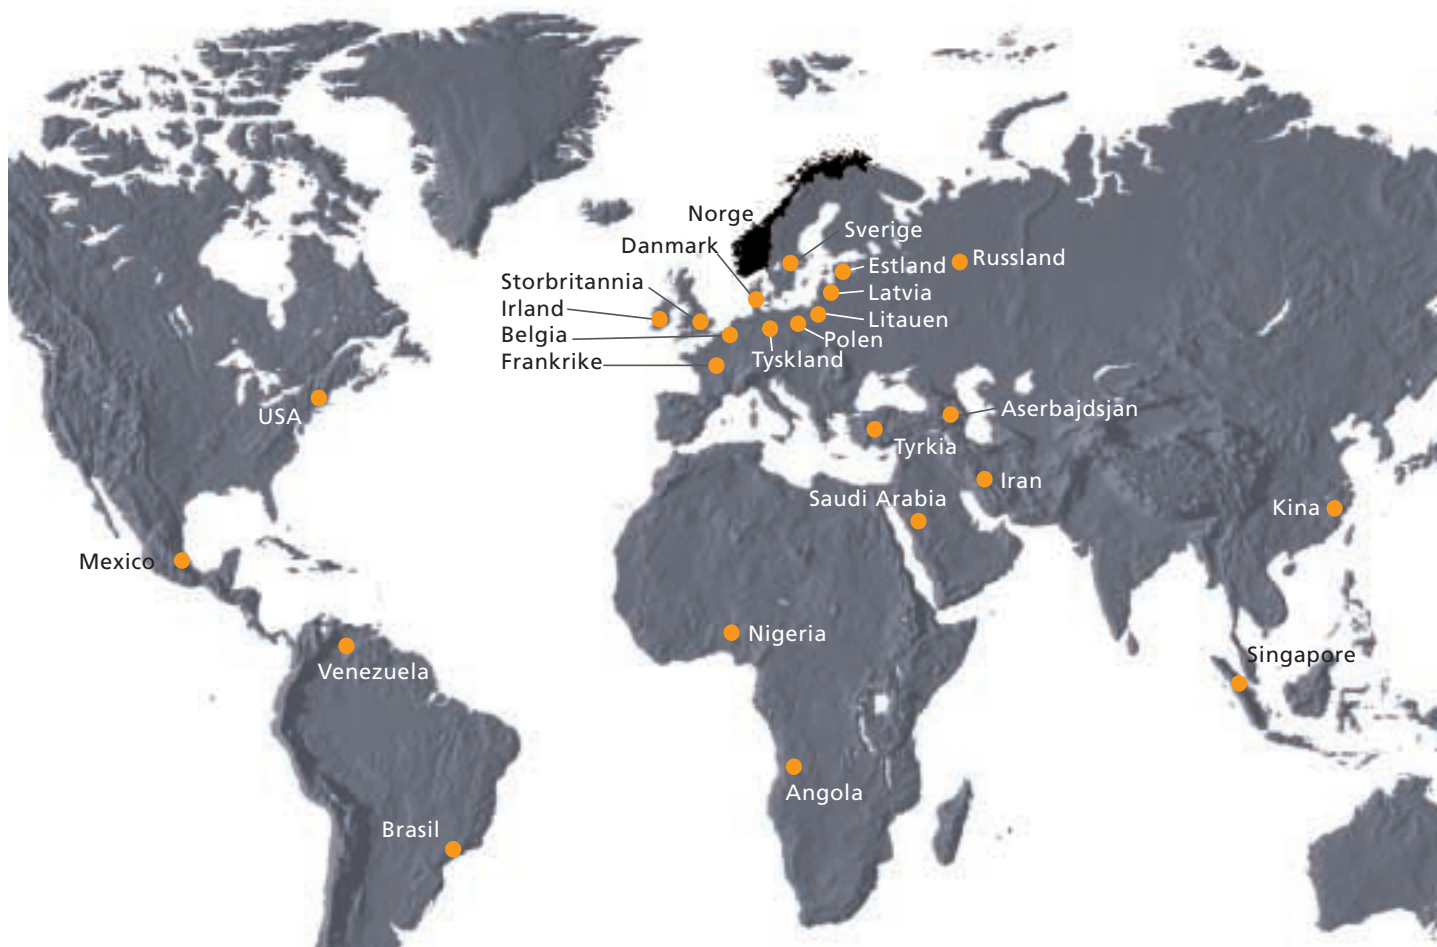 Norge
Sverige
Danmark
Russland
Estland
Storbritannia
Latvia
Irland
Litauen
Belgia
Polen
Tyskland
Frankrike
USA
Aserbajdsjan
Tyrkia
Iran
Saudi Arabia
Kina
Mexico
Nigeria
Singapore
Venezuela
Angola
Brasil